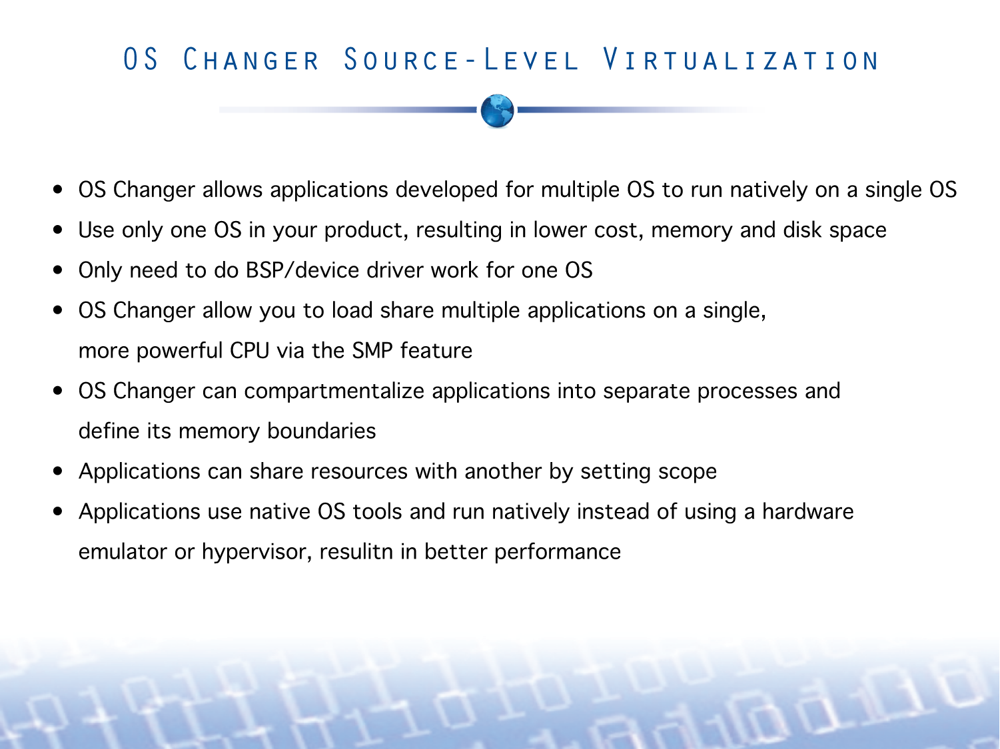 OS Changer Source-Level Virtualization
• OS Changer allows applications developed for multiple OS to run natively on a single OS
• Use only one OS in your product, resulting in lower cost, memory and disk space
• Only need to do BSP/device driver work for one OS
• OS Changer allow you to load share multiple applications on a single,
more powerful CPU via the SMP feature
• OS Changer can compartmentalize applications into separate processes and
define its memory boundaries
• Applications can share resources with another by setting scope
• Applications use native OS tools and run natively instead of using a hardware
emulator or hypervisor, resulitn in better performance